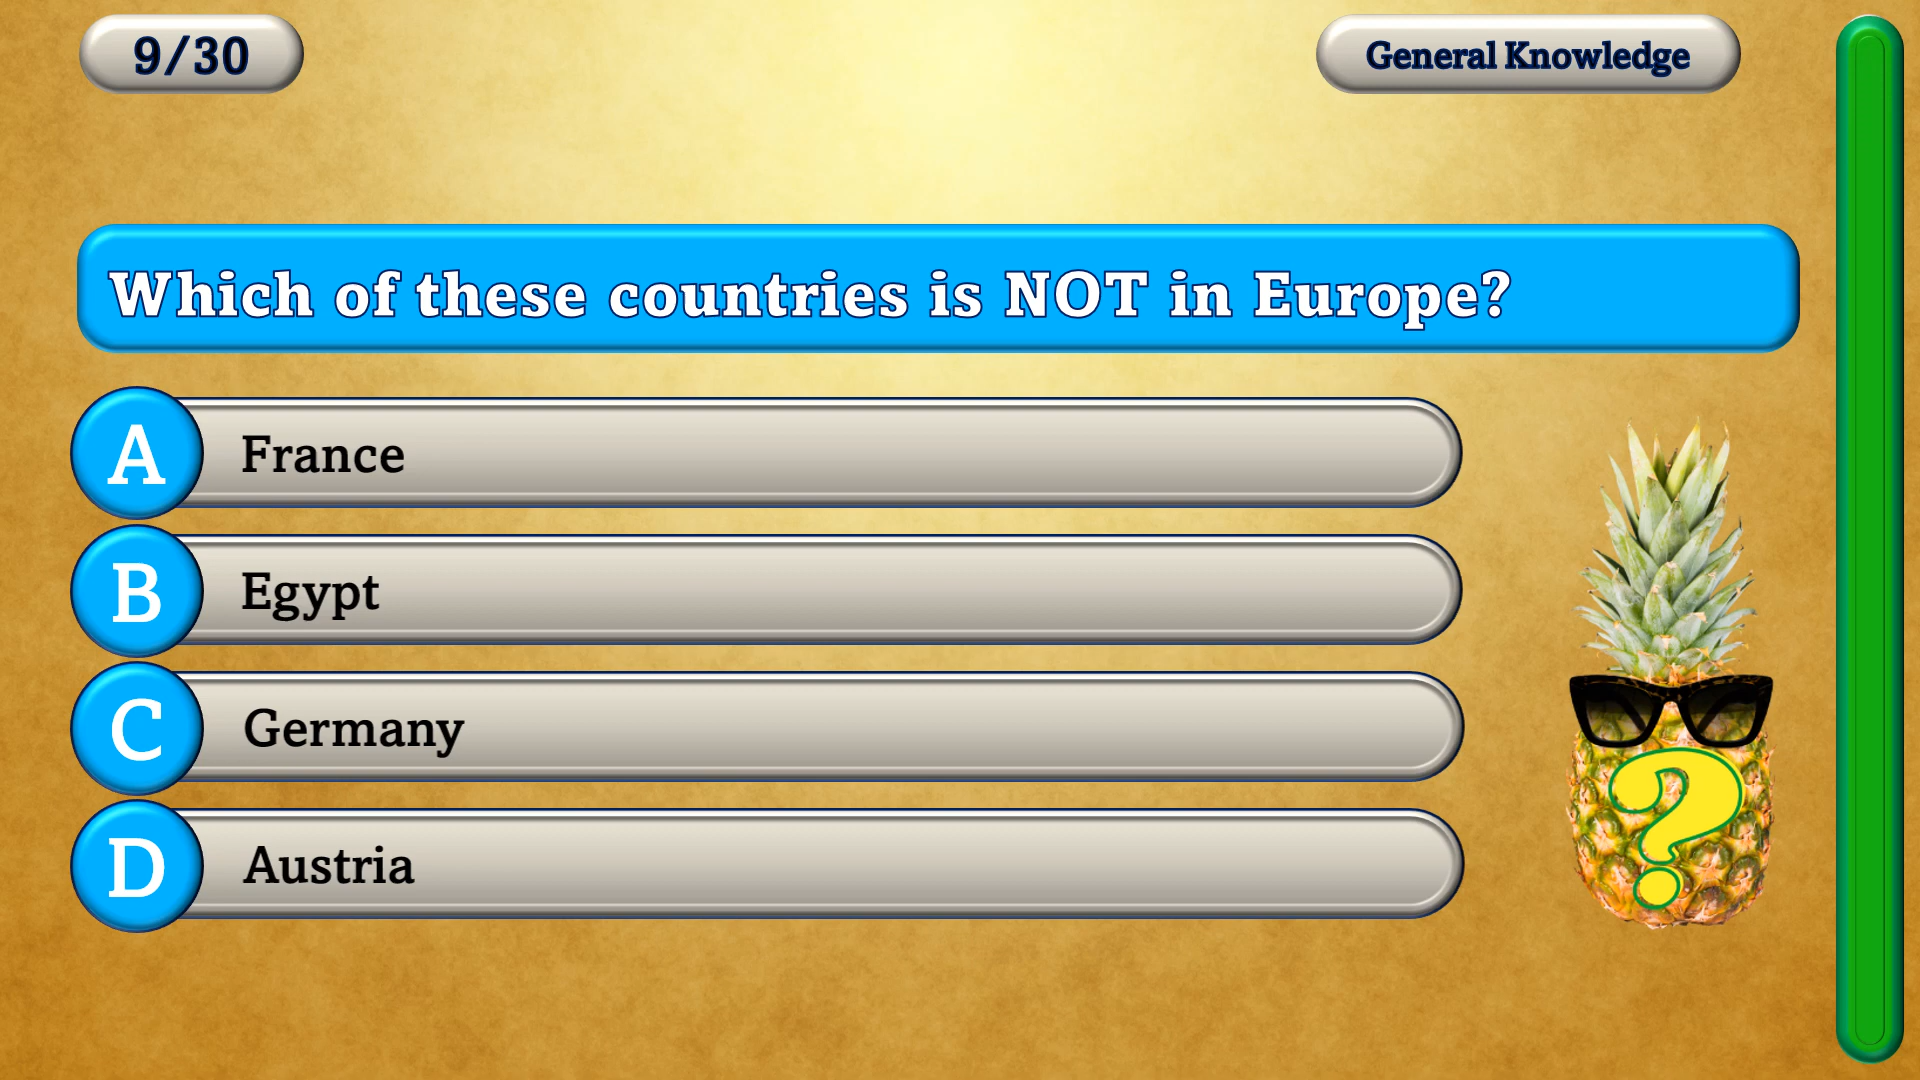 9/30
General Knowledge
Which of these countries is NOT in Europe?
A France
B Egypt
C Germany
D Austria
?